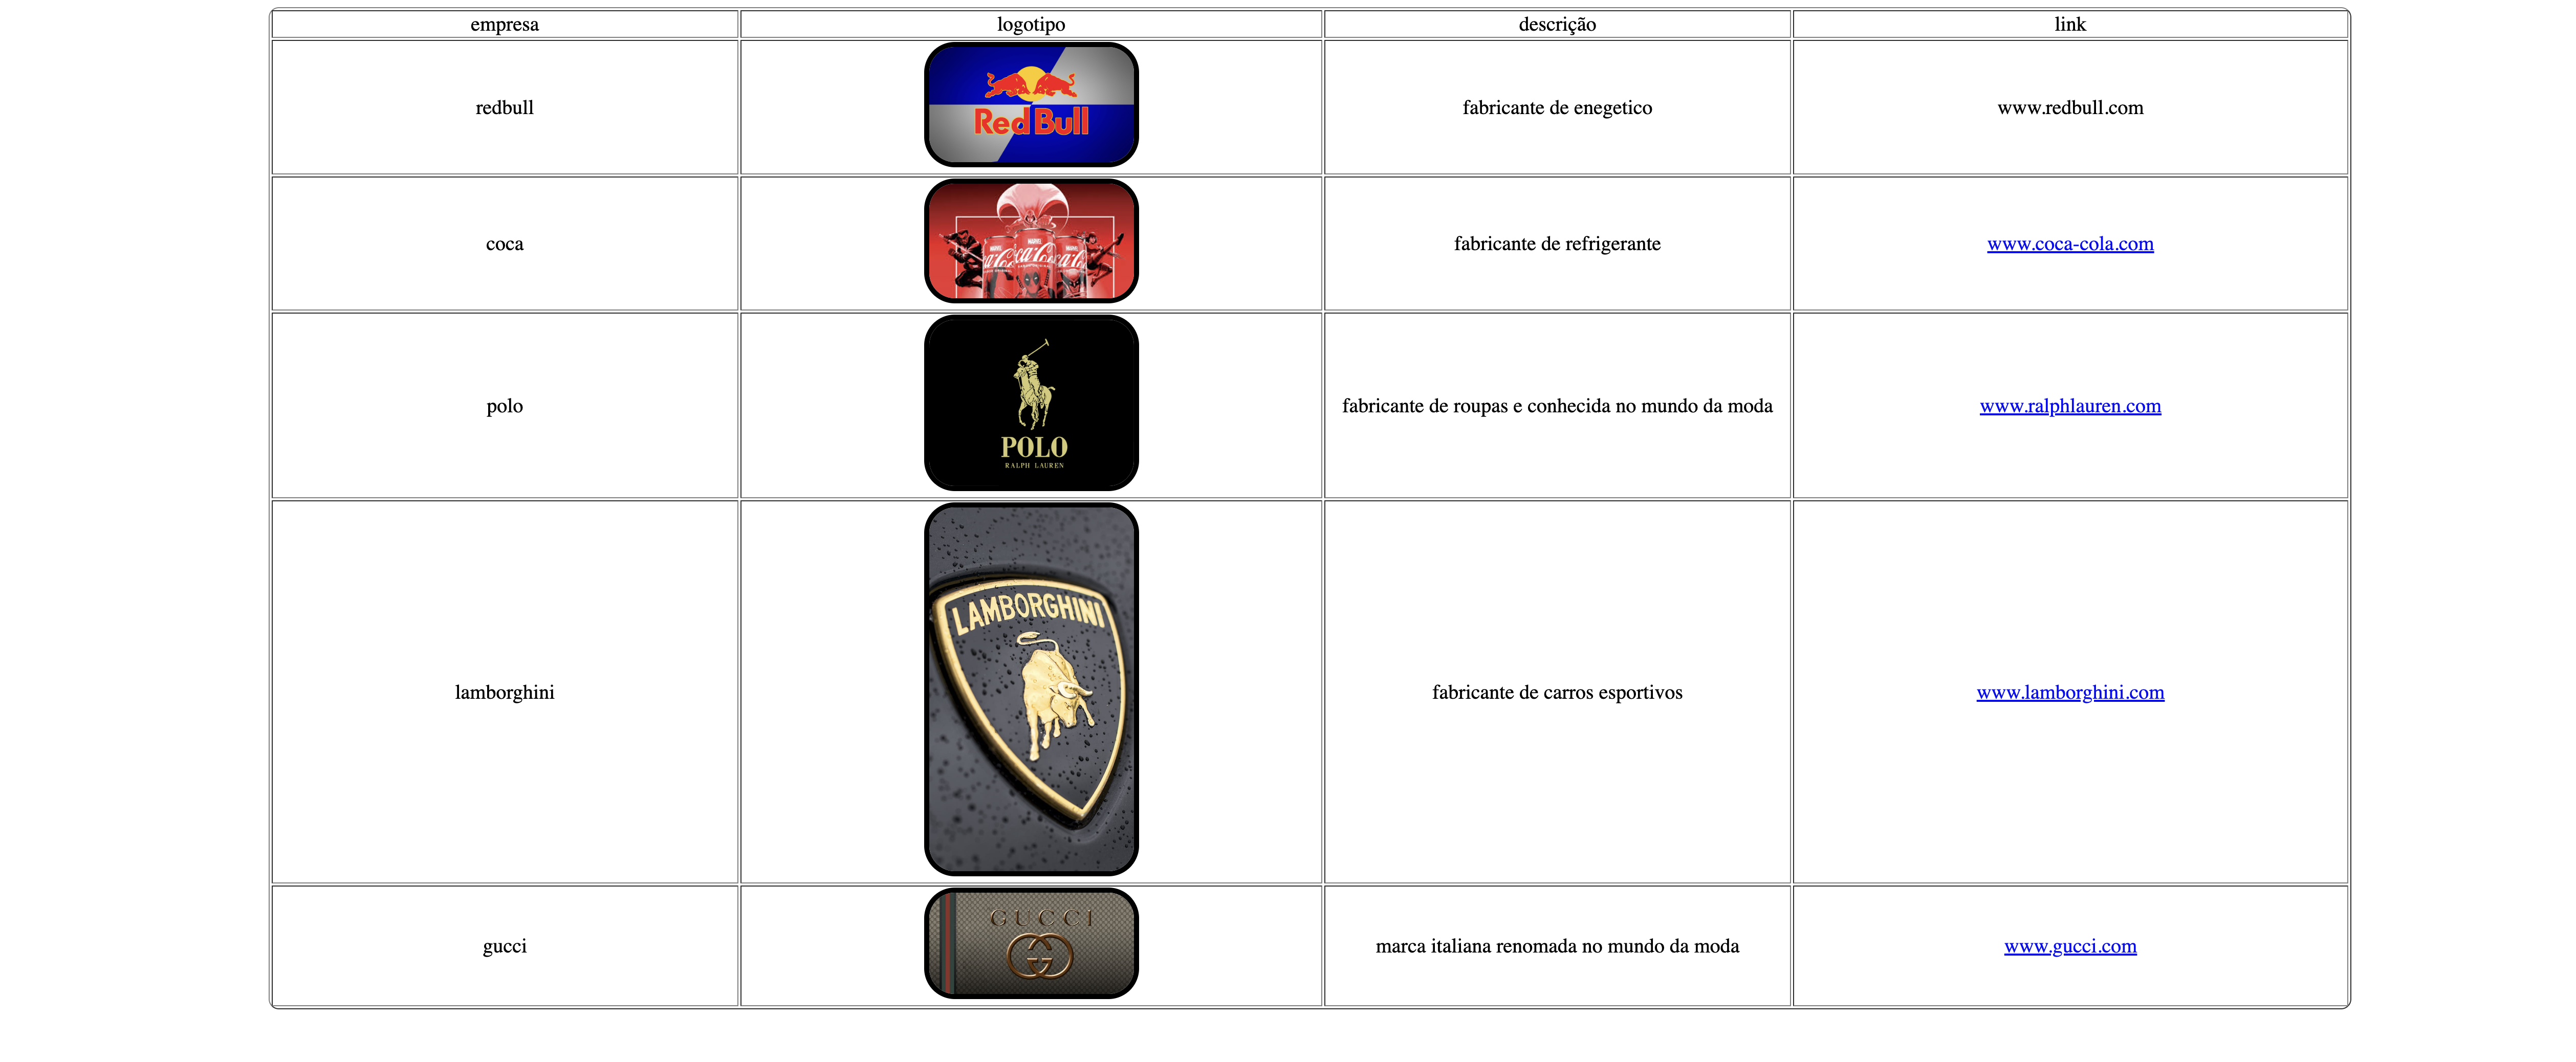 empresa logotipo descrição link
redbull Red Bull fabricante de enegetico www.redbull.com
MARVEL MARVEL MARVEL
coca fabricante de refrigerante www.coca-cola.com
polo fabricante de roupas e conhecida no mundo da moda www.ralphlauren.com
POLO
RALPH LAUREN
LAMBORGHINI
lamborghini fabricante de carros esportivos www.lamborghini.com
GUCCI
gucci marca italiana renomada no mundo da moda www.gucci.com